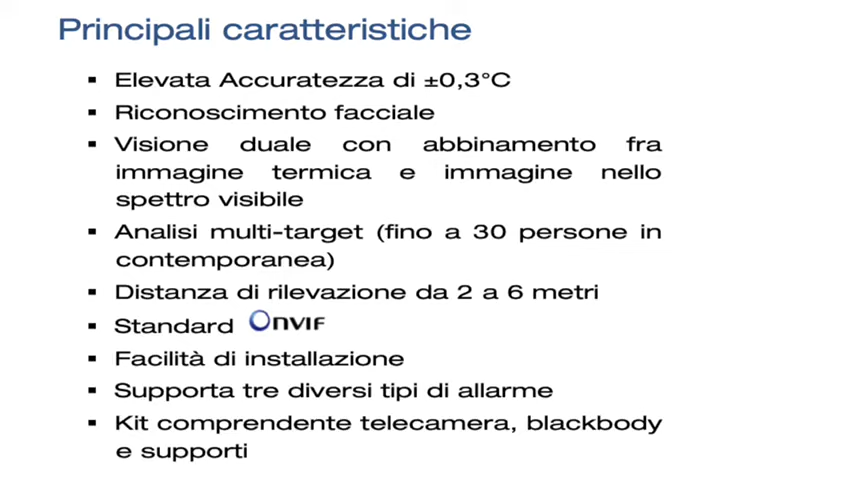 Principali caratteristiche
▪ Elevata Accuratezza di ±0,3°C
▪ Riconoscimento facciale
▪ Visione duale con abbinamento fra
immagine termica e immagine nello
spettro visibile
▪ Analisi multi-target (fino a 30 persone in
contemporanea)
▪ Distanza di rilevazione da 2 a 6 metri
▪ Standard ONVIF
▪ Facilità di installazione
▪ Supporta tre diversi tipi di allarme
▪ Kit comprendente telecamera, blackbody
e supporti